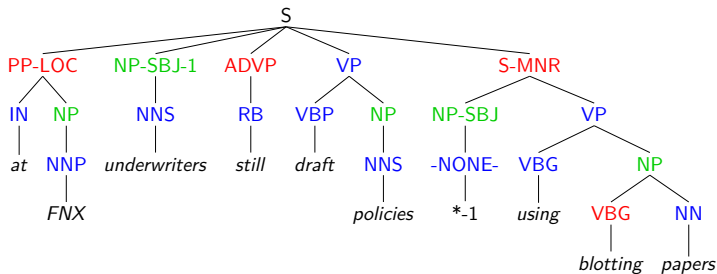 S
PP-LOC NP-SBJ-1 ADVP VP S-MNR
IN NP NNS RB VBP NP NP-SBJ VP
at NNP underwriters still draft NNS -NONE- VBG NP
FNX policies *-1 using VBG NN
blotting papers